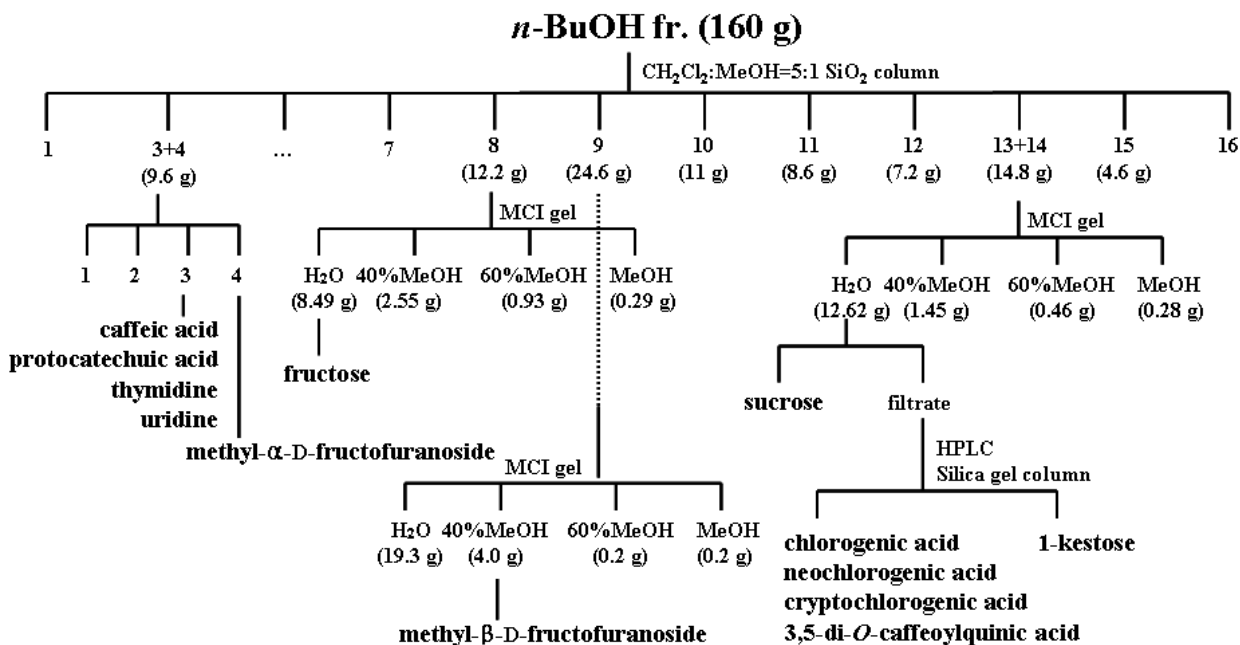 n-BuOH fr. (160 g)
CH₂Cl₂:MeOH=5:1 SiO₂ column
1 3+4 ... 7 8 9 10 11 12 13+14 15 16
(9.6 g) (12.2 g) (24.6 g) (11 g) (8.6 g) (7.2 g) (14.8 g) (4.6 g)
MCI gel MCI gel
1 2 3 4
H₂O 40%MeOH 60%MeOH MeOH
(8.49 g) (2.55 g) (0.93 g) (0.29 g)
H₂O 40%MeOH 60%MeOH MeOH
(12.62 g) (1.45 g) (0.46 g) (0.28 g)
caffeic acid
protocatechuic acid
thymidine
uridine
methyl-α-D-fructofuranoside
fructose
sucrose filtrate
HPLC
Silica gel column
MCI gel
H₂O 40%MeOH 60%MeOH MeOH
(19.3 g) (4.0 g) (0.2 g) (0.2 g)
methyl-β-D-fructofuranoside
chlorogenic acid 1-kestose
neochlorogenic acid
cryptochlorogenic acid
3,5-di-O-caffeoylquinic acid